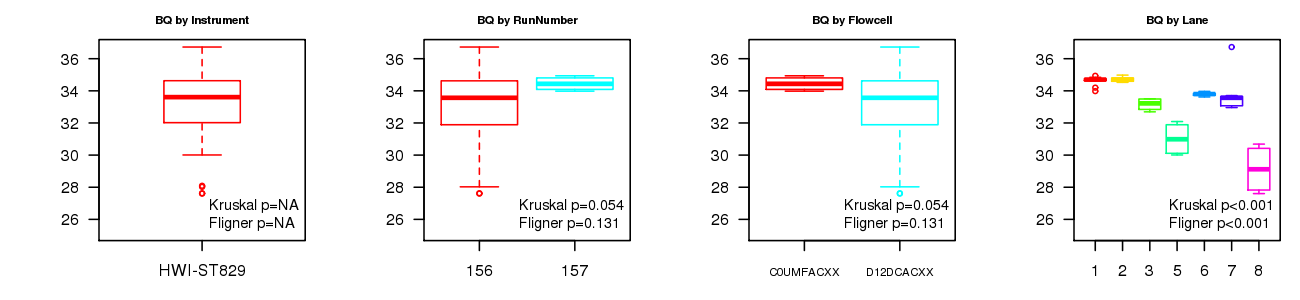 BQ by Instrument
36
34
32
30
28
26
Kruskal p=NA
Fligner p=NA
HWI-ST829
BQ by RunNumber
36
34
32
30
28
26
Kruskal p=0.054
Fligner p=0.131
156 157
BQ by Flowcell
36
34
32
30
28
26
Kruskal p=0.054
Fligner p=0.131
C0UMFACXX D12DCACXX
BQ by Lane
36
34
32
30
28
26
Kruskal p<0.001
Fligner p<0.001
1 2 3 5 6 7 8